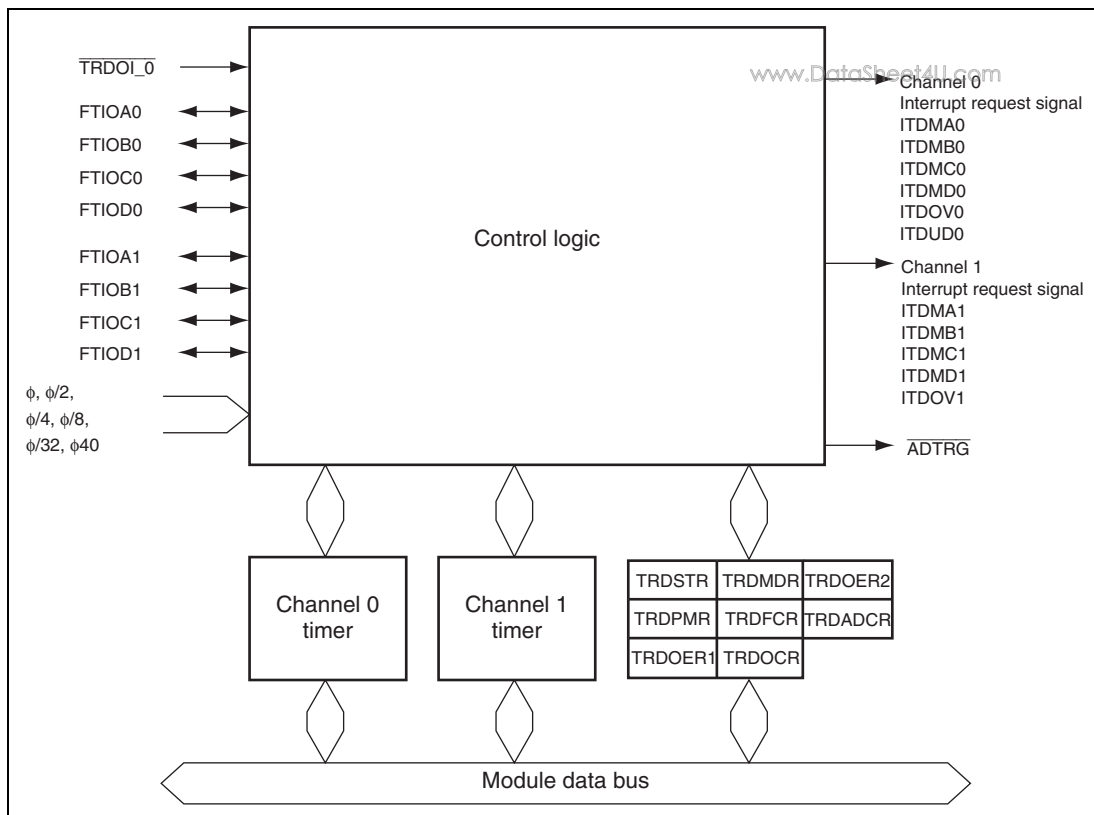 TRDOI_0
FTIOA0
FTIOB0
FTIOC0
FTIOD0
FTIOA1
FTIOB1
FTIOC1
FTIOD1
φ, φ/2,
φ/4, φ/8,
φ/32, φ40
Control logic
www.DataSheet4U.com
Channel 0
Interrupt request signal
ITDMA0
ITDMB0
ITDMC0
ITDMD0
ITDOV0
ITDUD0
Channel 1
Interrupt request signal
ITDMA1
ITDMB1
ITDMC1
ITDMD1
ITDOV1
ADTRG
Channel 0
timer
Channel 1
timer
TRDSTR TRDMDR TRDOER2
TRDPMR TRDFCR TRDADCR
TRDOER1 TRDOCR
Module data bus